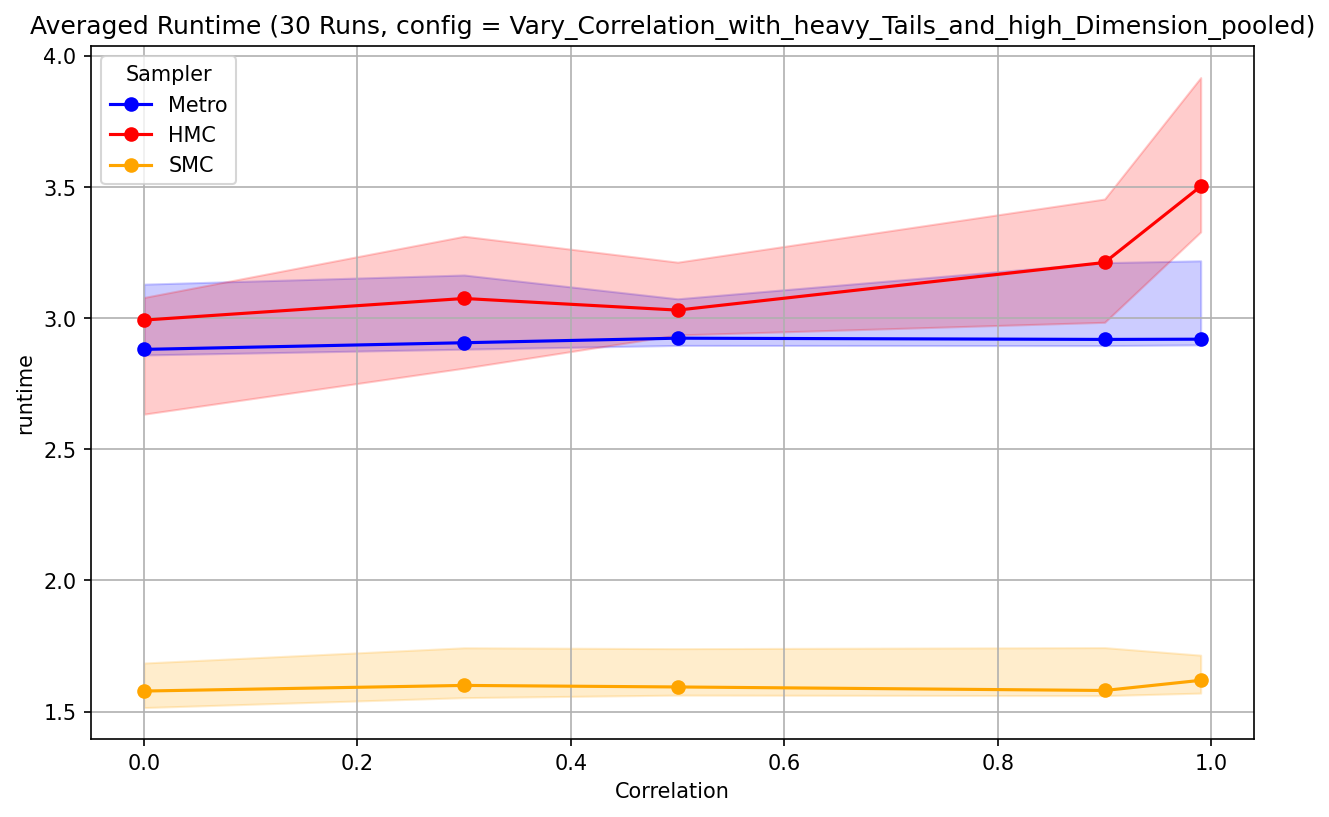 Averaged Runtime (30 Runs, config = Vary_Correlation_with_heavy_Tails_and_high_Dimension_pooled)
Sampler
Metro
HMC
SMC
4.0
3.5
3.0
2.5
2.0
1.5
runtime
0.0 0.2 0.4 0.6 0.8 1.0
Correlation